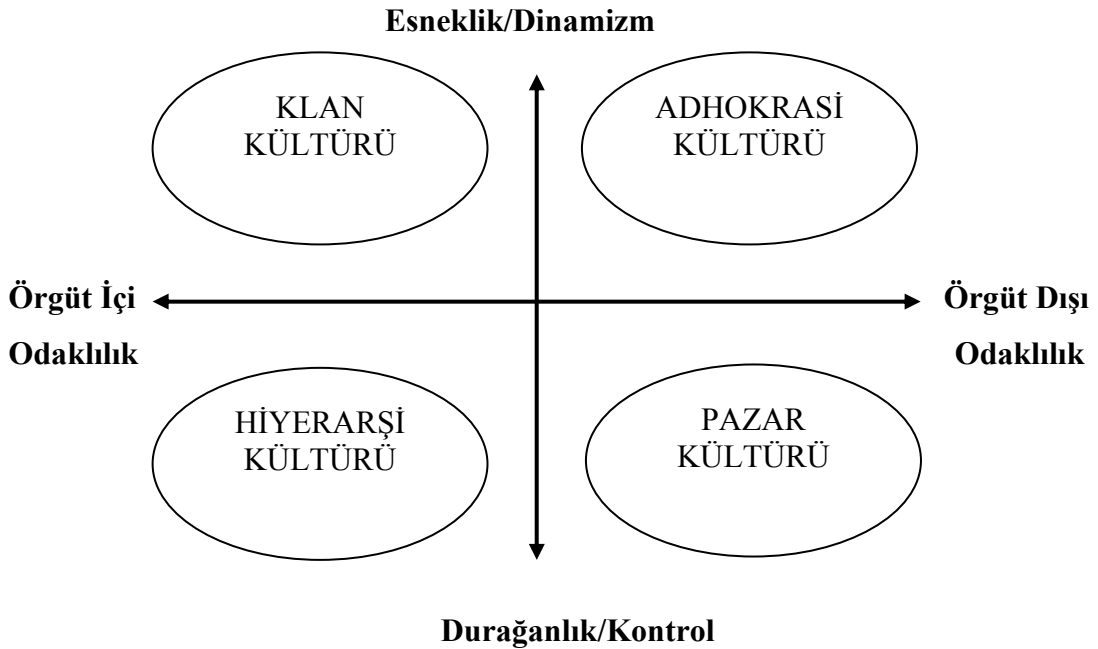 Esneklik/Dinamizm
KLAN
KÜLTÜRÜ
ADHOKRASİ
KÜLTÜRÜ
Örgüt İçi
Odaklılık
Örgüt Dışı
Odaklılık
HİYERARŞİ
KÜLTÜRÜ
PAZAR
KÜLTÜRÜ
Durağanlık/Kontrol